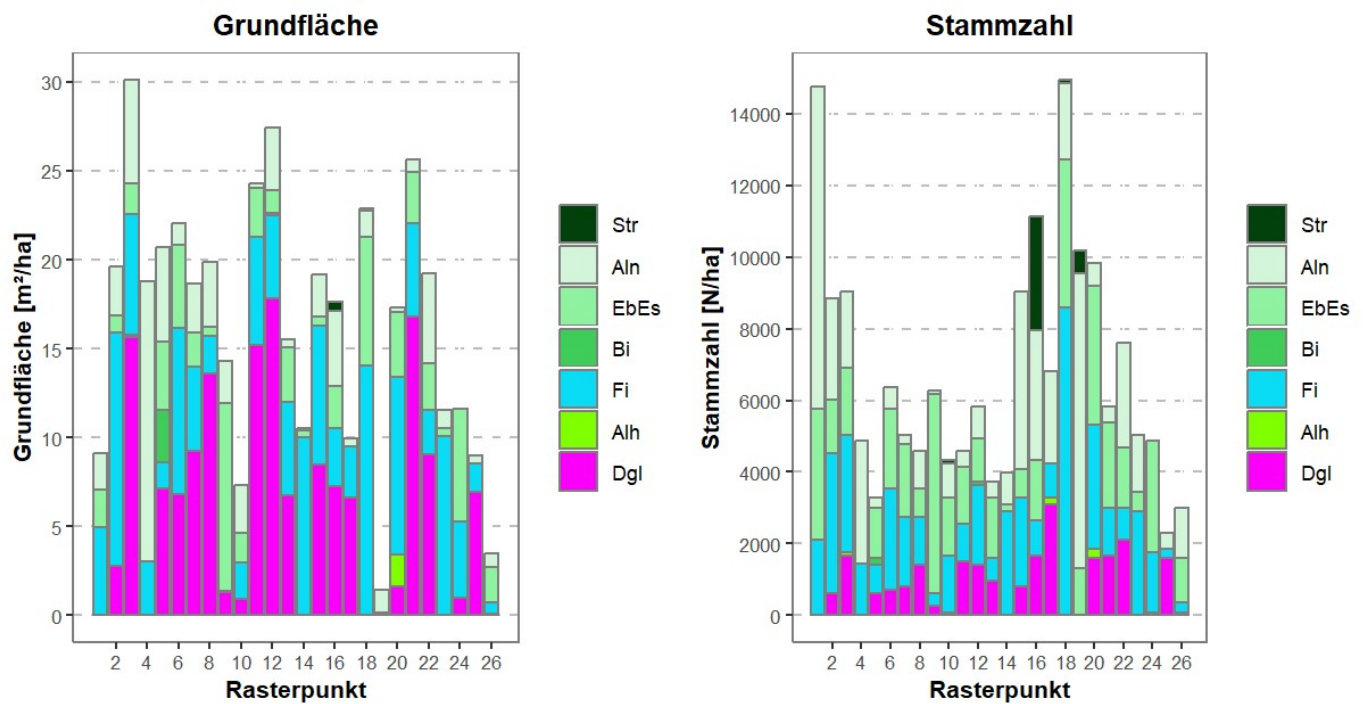 Grundfläche
Grundfläche [m²/ha]
30
25
20
15
10
5
0
2 4 6 8 10 12 14 16 18 20 22 24 26
Rasterpunkt
Str
Aln
EbEs
Bi
Fi
Alh
Dgl
Stammzahl
Stammzahl [N/ha]
14000
12000
10000
8000
6000
4000
2000
0
2 4 6 8 10 12 14 16 18 20 22 24 26
Rasterpunkt
Str
Aln
EbEs
Bi
Fi
Alh
Dgl